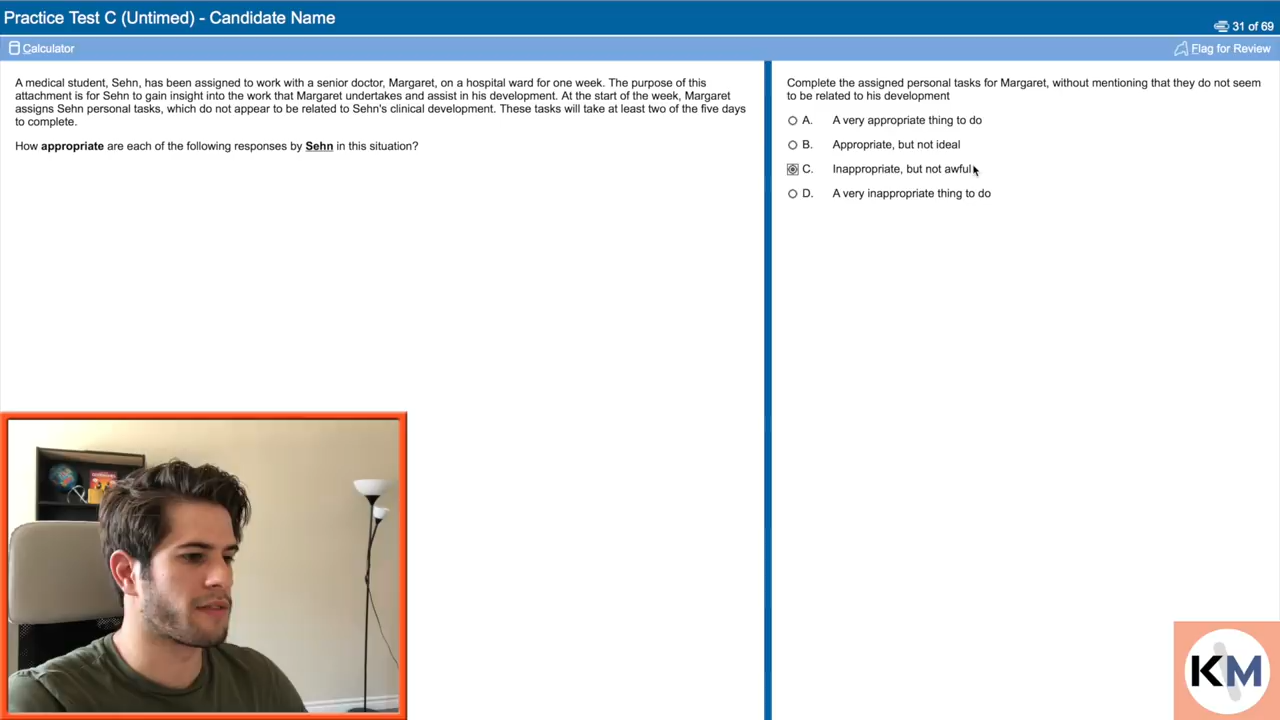 Practice Test C (Untimed) - Candidate Name
31 of 69
Calculator
Flag for Review
A medical student, Sehn, has been assigned to work with a senior doctor, Margaret, on a hospital ward for one week. The purpose of this
attachment is for Sehn to gain insight into the work that Margaret undertakes and assist in his development. At the start of the week, Margaret
assigns Sehn personal tasks, which do not appear to be related to Sehn's clinical development. These tasks will take at least two of the five days
to complete.
How appropriate are each of the following responses by Sehn in this situation?
Complete the assigned personal tasks for Margaret, without mentioning that they do not seem
to be related to his development
A. A very appropriate thing to do
B. Appropriate, but not ideal
C. Inappropriate, but not awful
D. A very inappropriate thing to do
KM